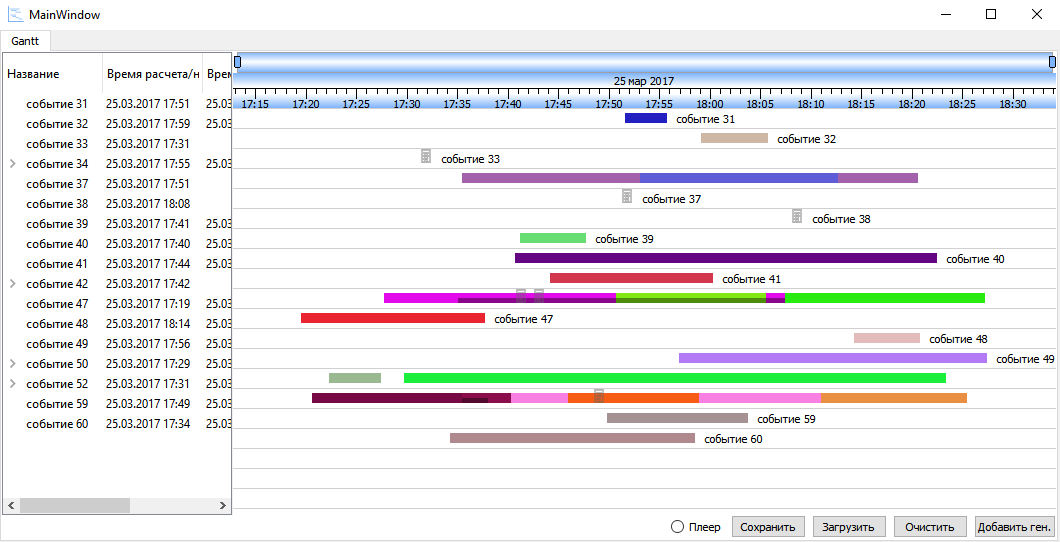 MainWindow
Gantt
Название Время расчета/н Врем
25 мар 2017
17:15 17:20 17:25 17:30 17:35 17:40 17:45 17:50 17:55 18:00 18:05 18:10 18:15 18:20 18:25 18:30
событие 31 25.03.2017 17:51 25.03
событие 32 25.03.2017 17:59 25.03
событие 33 25.03.2017 17:31
событие 34 25.03.2017 17:55 25.03
событие 37 25.03.2017 17:51
событие 38 25.03.2017 18:08
событие 39 25.03.2017 17:41 25.03
событие 40 25.03.2017 17:40 25.03
событие 41 25.03.2017 17:44 25.03
событие 42 25.03.2017 17:42
событие 47 25.03.2017 17:19 25.03
событие 48 25.03.2017 18:14 25.03
событие 49 25.03.2017 17:56 25.03
событие 50 25.03.2017 17:29 25.03
событие 52 25.03.2017 17:31 25.03
событие 59 25.03.2017 17:49 25.03
событие 60 25.03.2017 17:34 25.03
событие 31
событие 32
событие 33
событие 37
событие 38
событие 39
событие 40
событие 41
событие 47
событие 48
событие 49
событие 59
событие 60
Плеер Сохранить Загрузить Очистить Добавить ген.